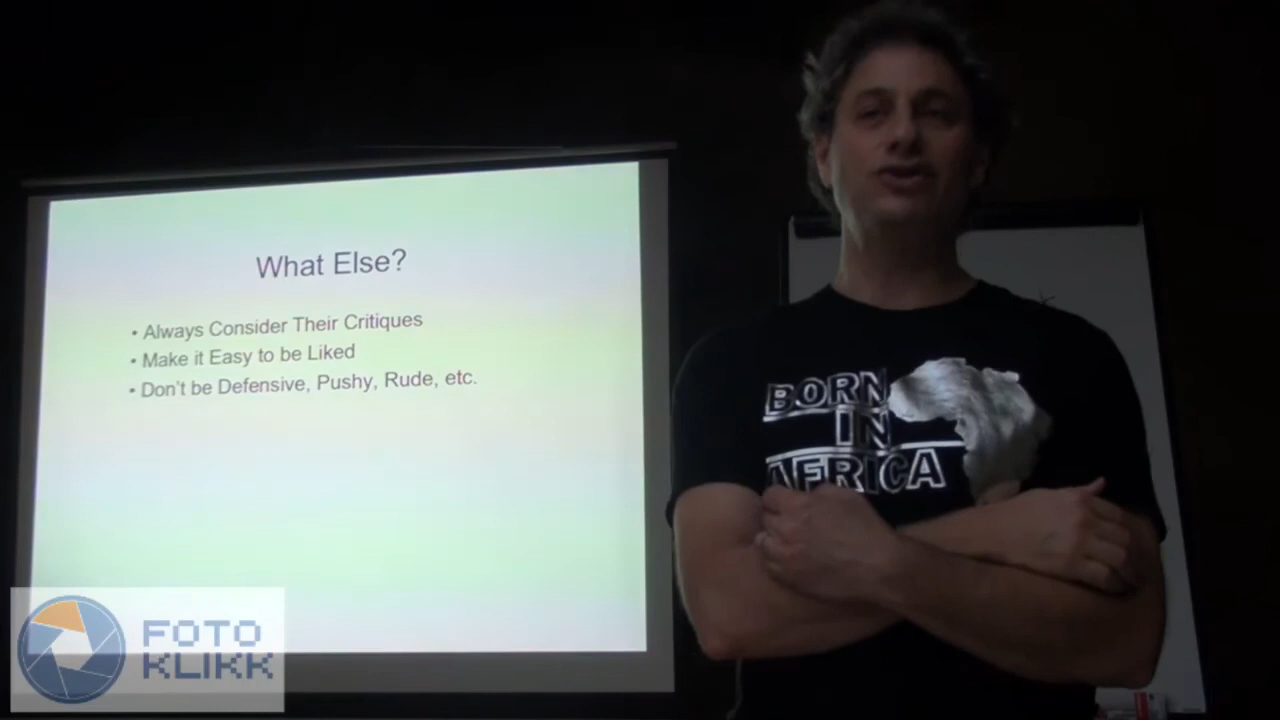 What Else?
• Always Consider Their Critiques
• Make it Easy to be Liked
• Don't be Defensive, Pushy, Rude, etc.
BORN
IN
AFRICA
FOTO
KLIKK